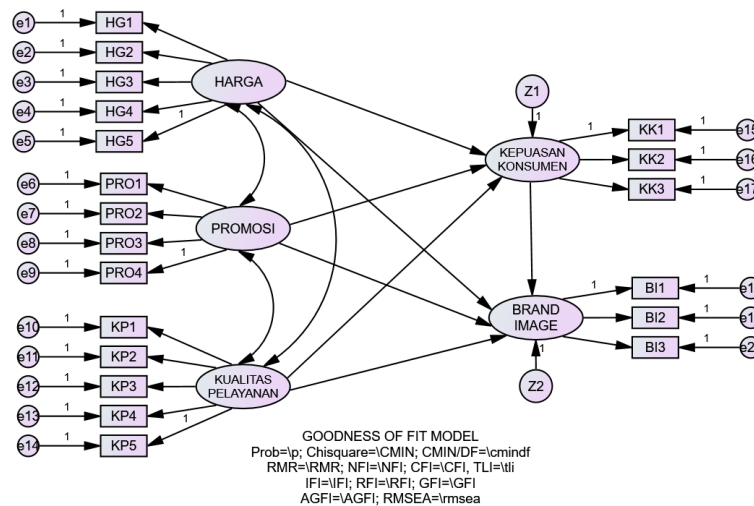 e1 1 HG1
e2 1 HG2
e3 1 HG3
e4 1 HG4
e5 1 HG5
1
HARGA
e6 1 PRO1
e7 1 PRO2
e8 1 PRO3
e9 1 PRO4
1
PROMOSI
e10 1 KP1
e11 1 KP2
e12 1 KP3
e13 1 KP4
e14 1 KP5
1
KUALITAS
PELAYANAN
Z1
1
KEPUASAN
KONSUMEN
1 KK1 1 e15
KK2 1 e16
KK3 1 e17
BRAND
IMAGE
1
Z2
1 BI1 1
BI2 1
BI3 1
GOODNESS OF FIT MODEL
Prob=\p; Chisquare=\CMIN; CMIN/DF=\cmindf
RMR=\RMR; NFI=\NFI; CFI=\CFI, TLI=\tli
IFI=\IFI; RFI=\RFI; GFI=\GFI
AGFI=\AGFI; RMSEA=\rmsea